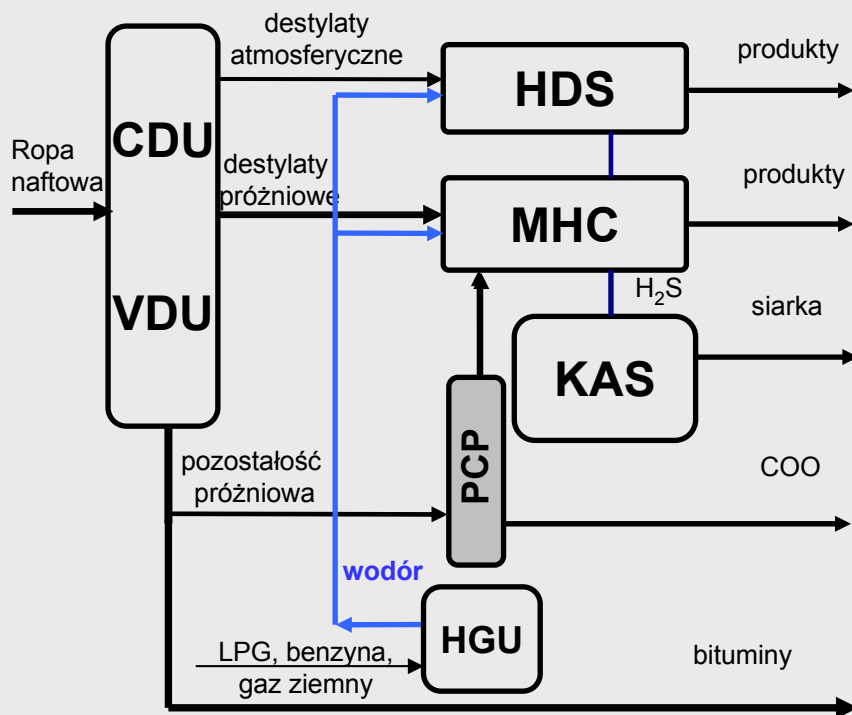 destylaty
atmosferyczne
HDS
produkty
CDU
Ropa
naftowa
destylaty
próżniowe
MHC
produkty
VDU
H₂S
siarka
KAS
PCP
pozostałość
próżniowa
COO
wodór
HGU
LPG, benzyna,
gaz ziemny
bituminy